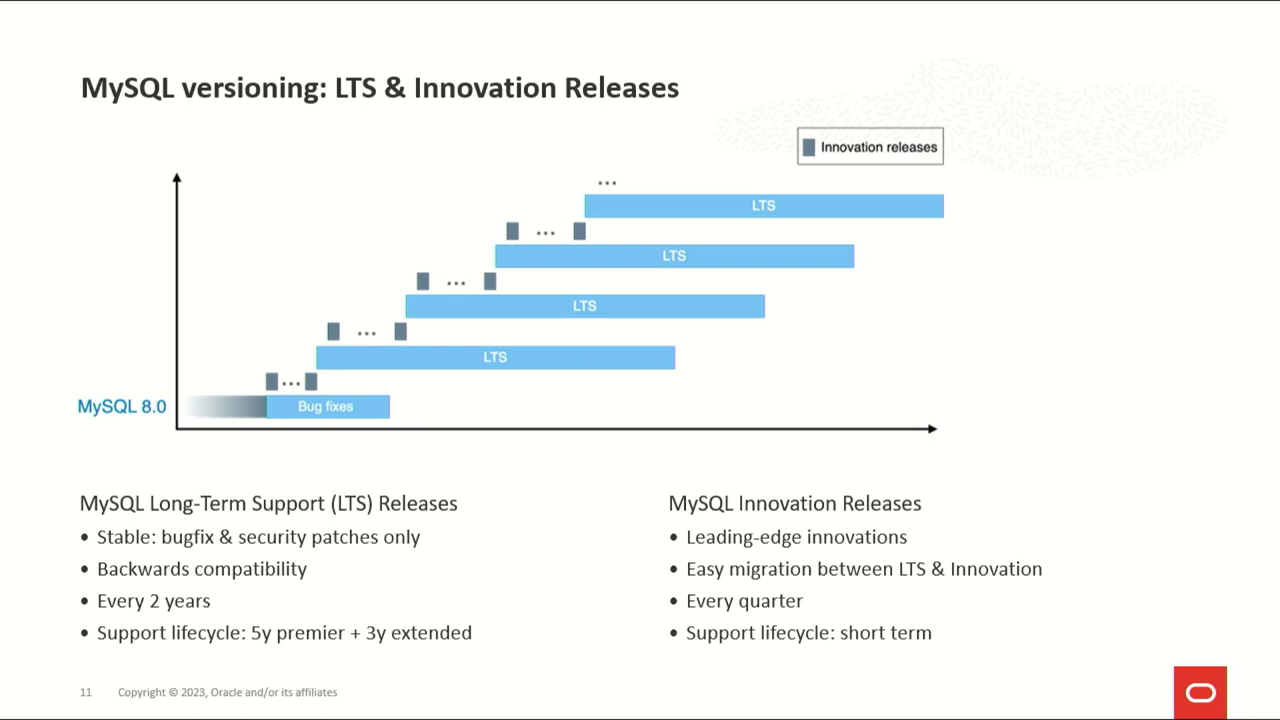 MySQL versioning: LTS & Innovation Releases
Innovation releases
...
LTS
...
LTS
...
LTS
...
LTS
...
MySQL 8.0
Bug fixes
MySQL Long-Term Support (LTS) Releases
• Stable: bugfix & security patches only
• Backwards compatibility
• Every 2 years
• Support lifecycle: 5y premier + 3y extended
MySQL Innovation Releases
• Leading-edge innovations
• Easy migration between LTS & Innovation
• Every quarter
• Support lifecycle: short term
11 Copyright © 2023, Oracle and/or its affiliates